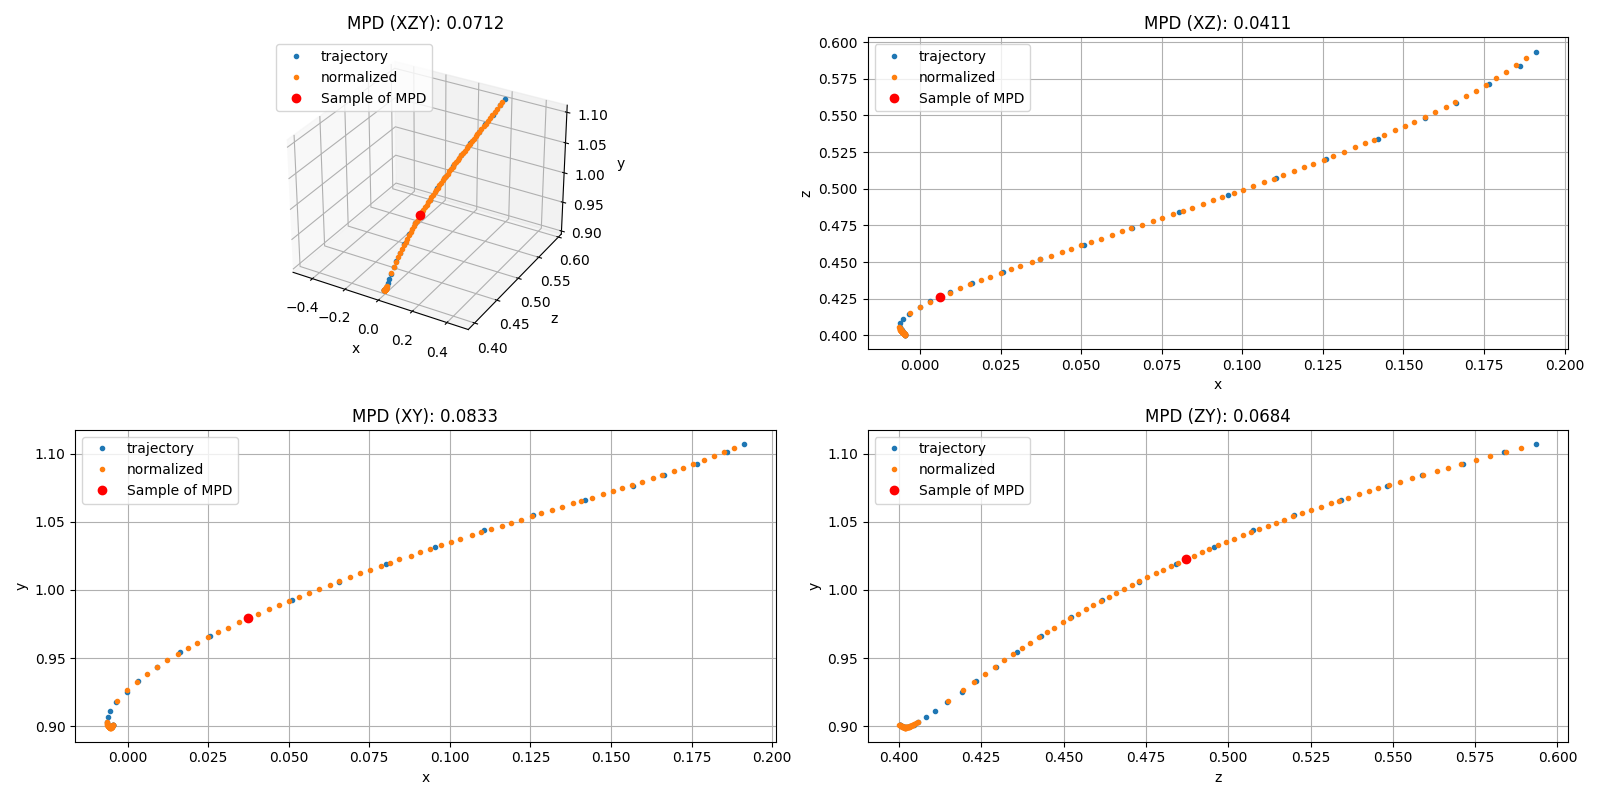 MPD (XZY): 0.0712
trajectory
normalized
Sample of MPD
1.10
1.05
1.00
0.95
0.90
y
0.60
0.55
0.50
0.45
0.40
z
−0.4
−0.2
0.0
0.2
0.4
x
MPD (XZ): 0.0411
trajectory
normalized
Sample of MPD
0.600
0.575
0.550
0.525
0.500
0.475
0.450
0.425
0.400
z
0.000 0.025 0.050 0.075 0.100 0.125 0.150 0.175 0.200
x
MPD (XY): 0.0833
trajectory
normalized
Sample of MPD
1.10
1.05
1.00
0.95
0.90
y
0.000 0.025 0.050 0.075 0.100 0.125 0.150 0.175 0.200
x
MPD (ZY): 0.0684
trajectory
normalized
Sample of MPD
1.10
1.05
1.00
0.95
0.90
y
0.400 0.425 0.450 0.475 0.500 0.525 0.550 0.575 0.600
z